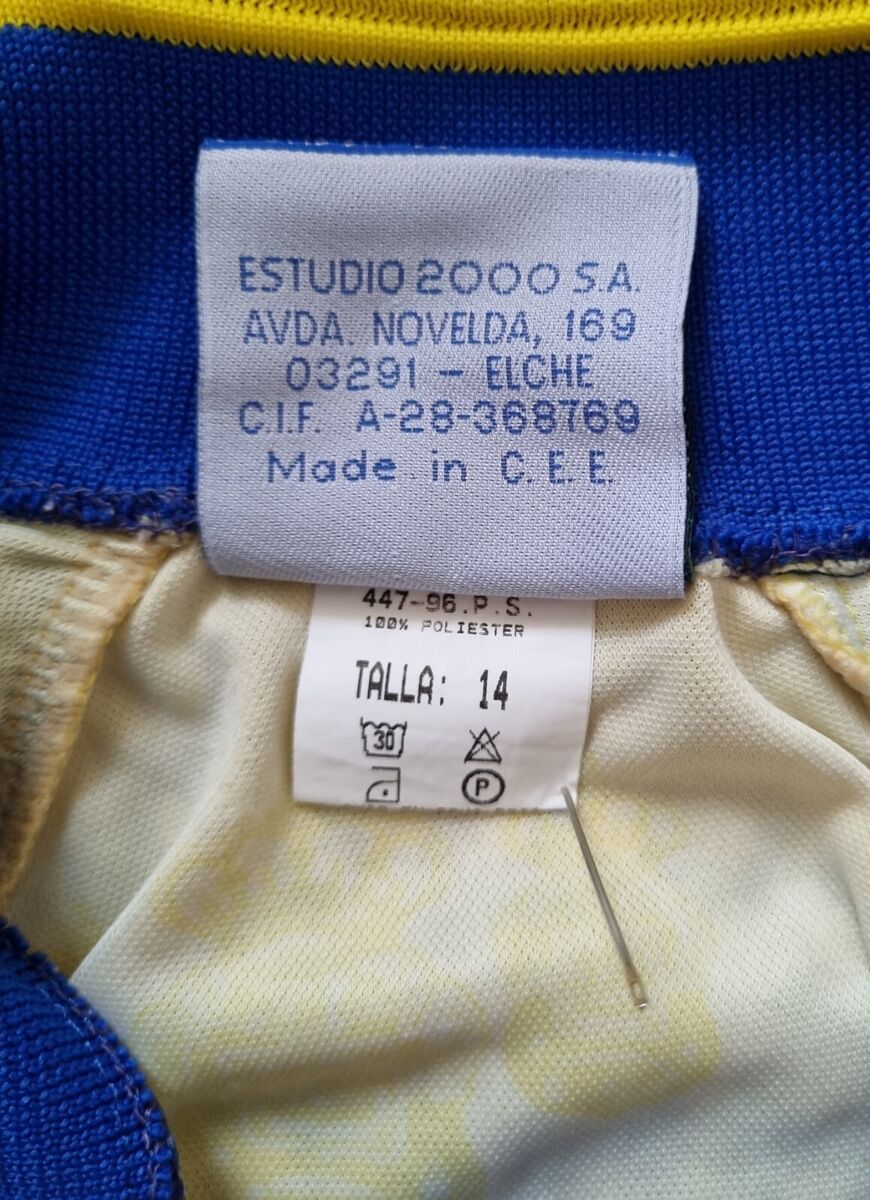 ESTUDIO 2000 S.A.
AVDA. NOVELDA, 169
03291 - ELCHE
C.I.F. A-28-368769
Made in C.E.E.
447-96.P.S.
100% POLIESTER
TALLA: 14
30
P